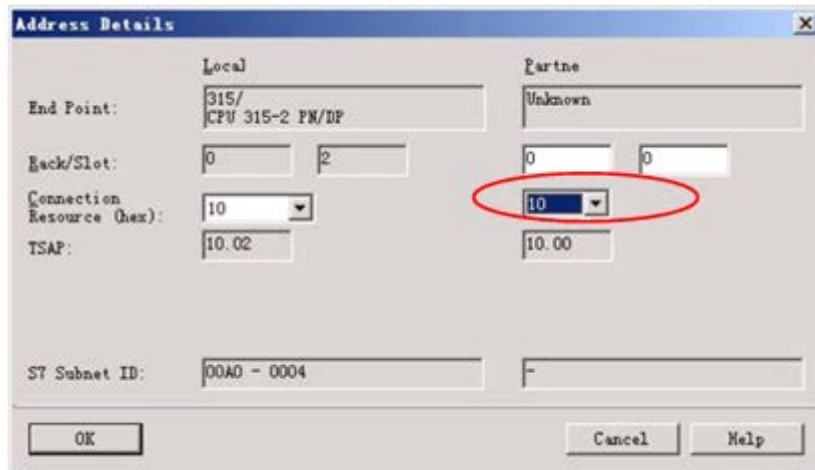 Address Details
Local Partne
End Point: 315/ Unknown
CPU 315-2 PN/DP
Rack/Slot: 0 2 0 0
Connection
Resource (hex): 10 10
TSAP: 10.02 10.00
S7 Subnet ID: 00A0 - 0004 -
OK Cancel Help